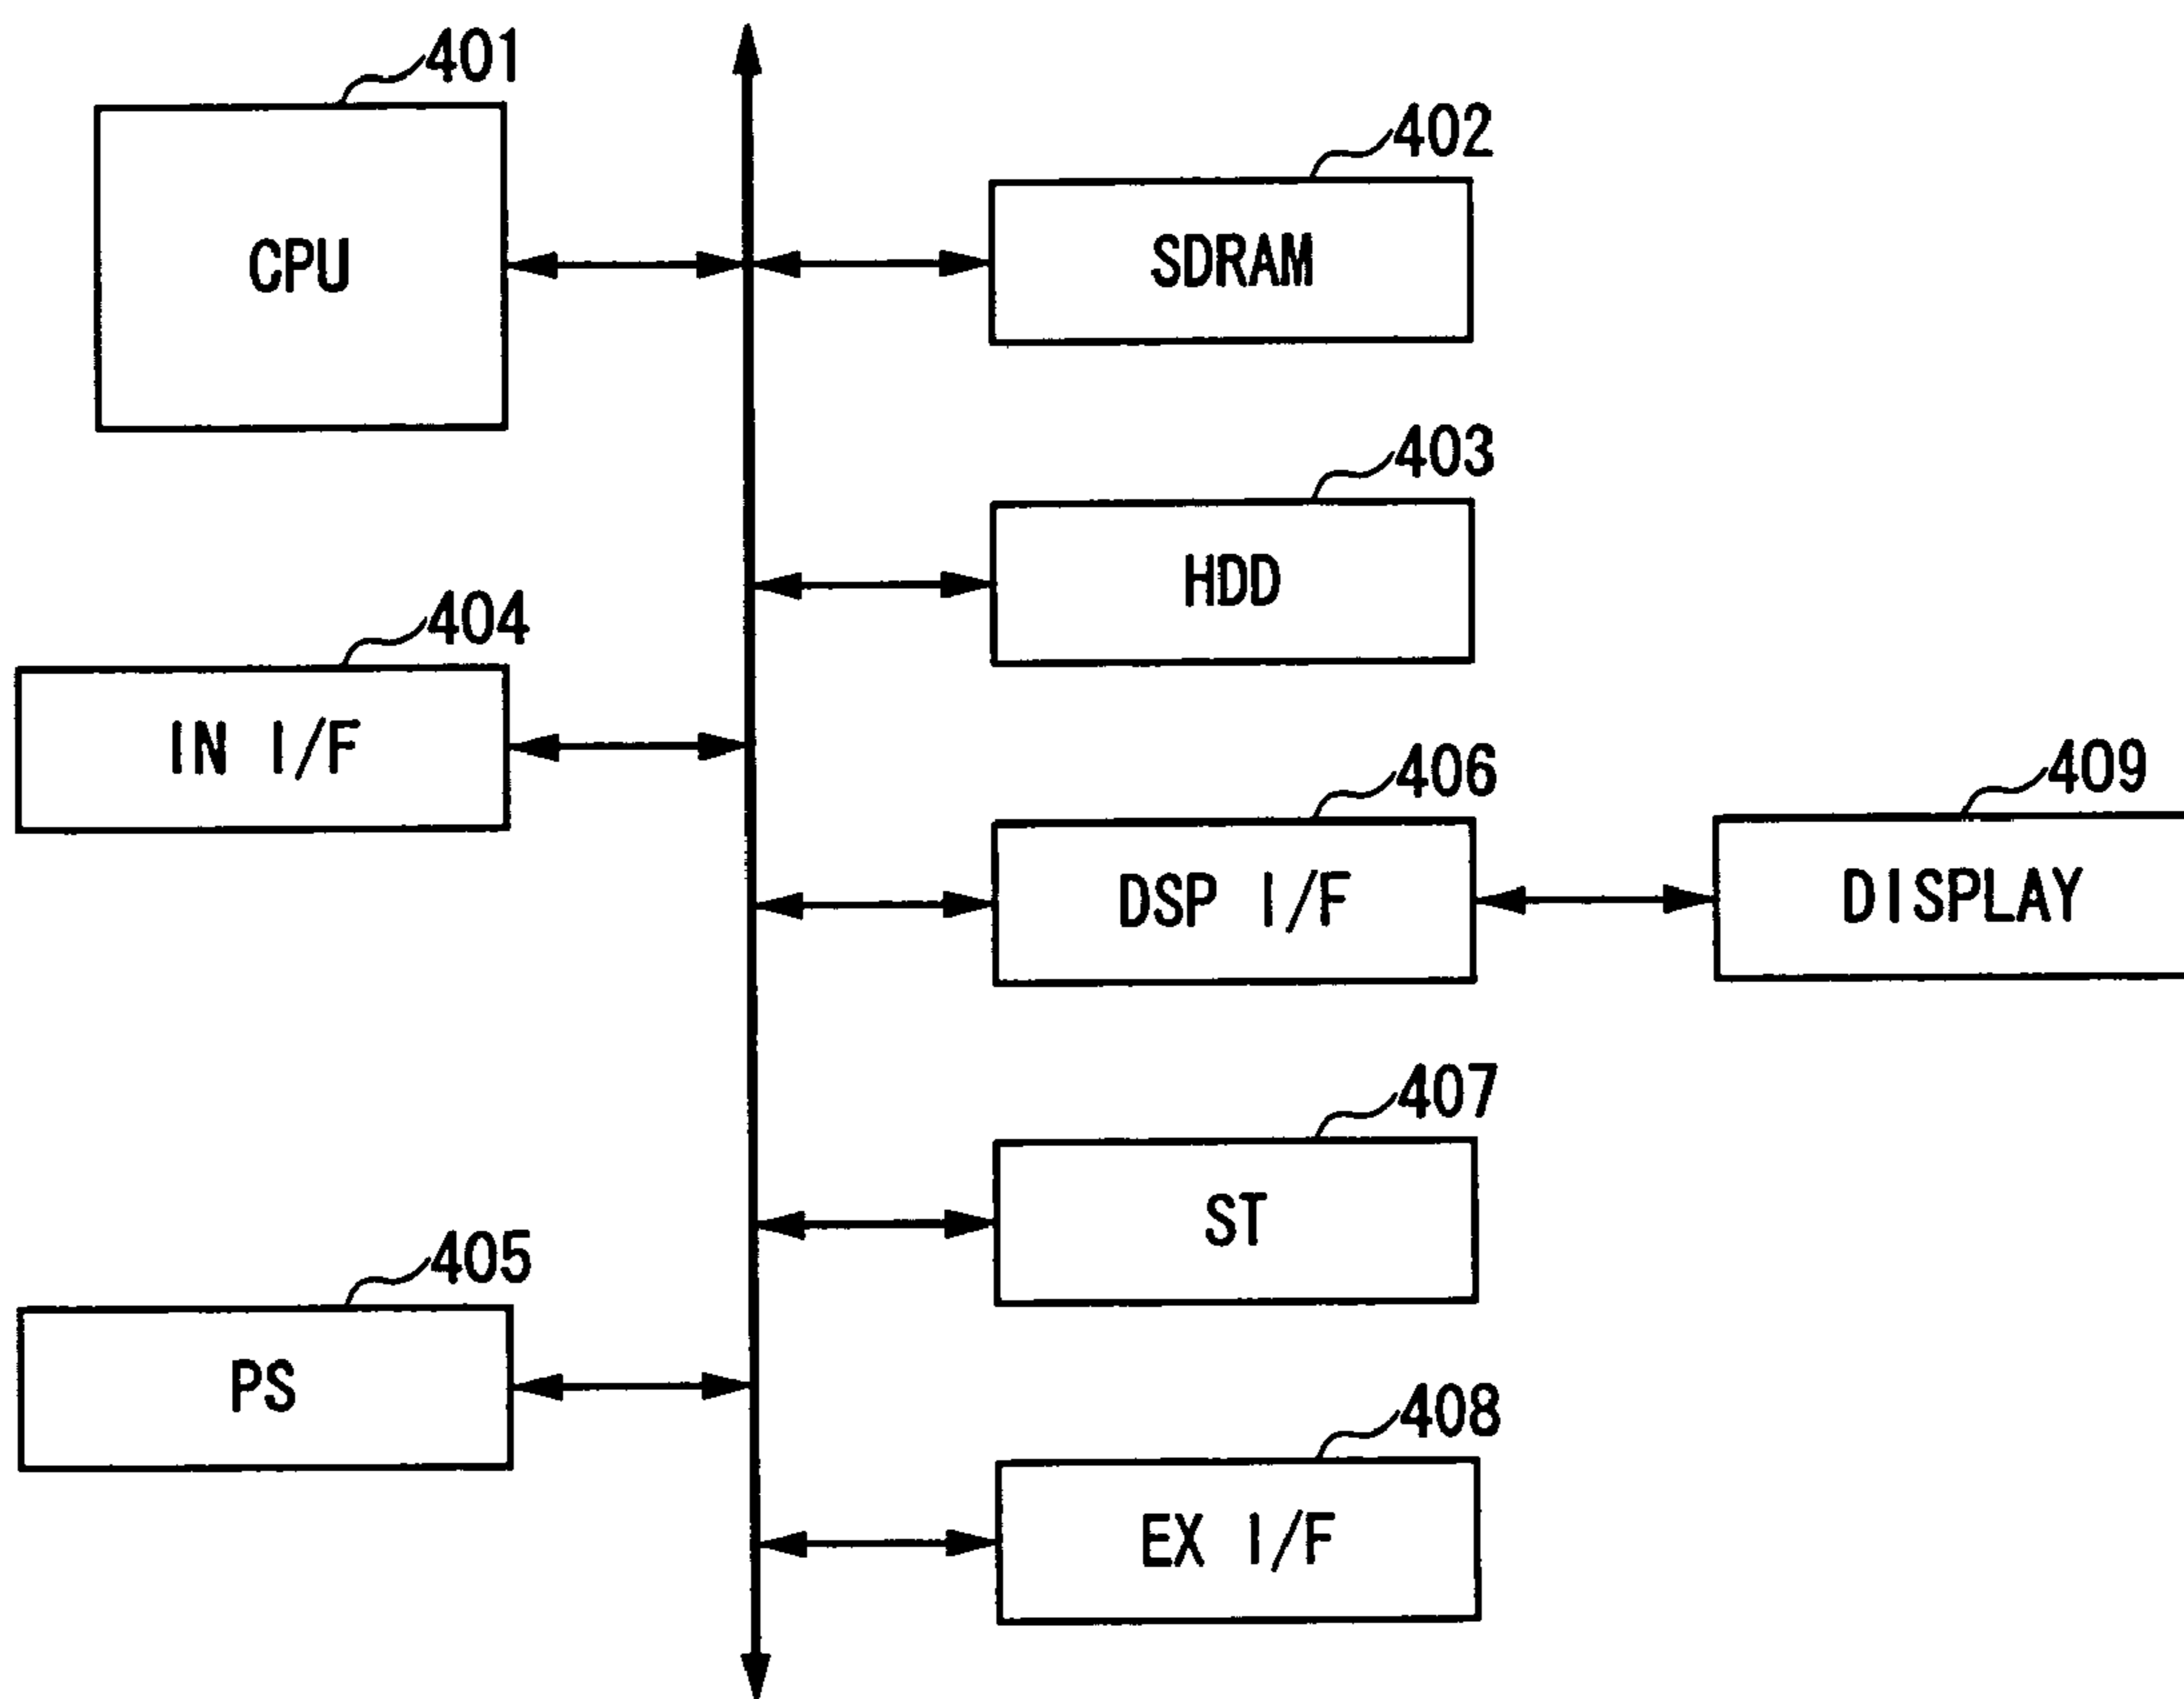 401
CPU
402
SDRAM
403
HDD
404
IN I/F
406
DSP I/F
409
DISPLAY
407
ST
405
PS
408
EX I/F